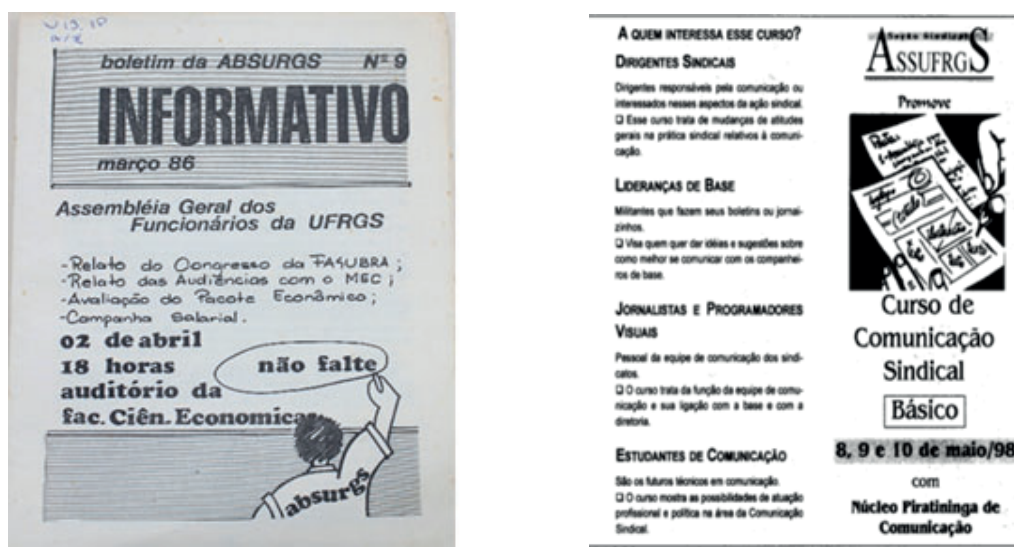 boletim da ABSURGS Nº 9
INFORMATIVO
março 86
Assembléia Geral dos
Funcionários da UFRGS
-Relato do Congresso da FASUBRA;
-Relato das Audiências com o MEC;
-Avaliação do Pacote Econômico;
-Campanha Salarial.
02 de abril
18 horas
não falte
auditório da
fac. Ciên. Economicas
absurgs
A QUEM INTERESSA ESSE CURSO?
DIRIGENTES SINDICAIS
Dirigentes responsáveis pela comunicação ou
interessados nesses aspectos da ação sindical.
❑ Esse curso trata de mudanças de atitudes
gerais na prática sindical relativos à comuni-
cação.
LIDERANÇAS DE BASE
Militantes que fazem seus boletins ou jornai-
zinhos.
❑ Visa quem quer dar idéias e sugestões sobre
como melhor se comunicar com os companhei-
ros de base.
JORNALISTAS E PROGRAMADORES
VISUAIS
Pessoal da equipe de comunicação dos sindi-
catos.
❑ O curso trata da função da equipe de comu-
nicação e sua ligação com a base e com a
diretoria.
ESTUDANTES DE COMUNICAÇÃO
São os futuros técnicos em comunicação.
❑ O curso mostra as possibilidades de atuação
profissional e política na área da Comunicação
Sindical.
Seção Sindical
ASSUFRGS
Promove
Curso de
Comunicação
Sindical
Básico
8, 9 e 10 de maio/98
com
Núcleo Piratininga de
Comunicação